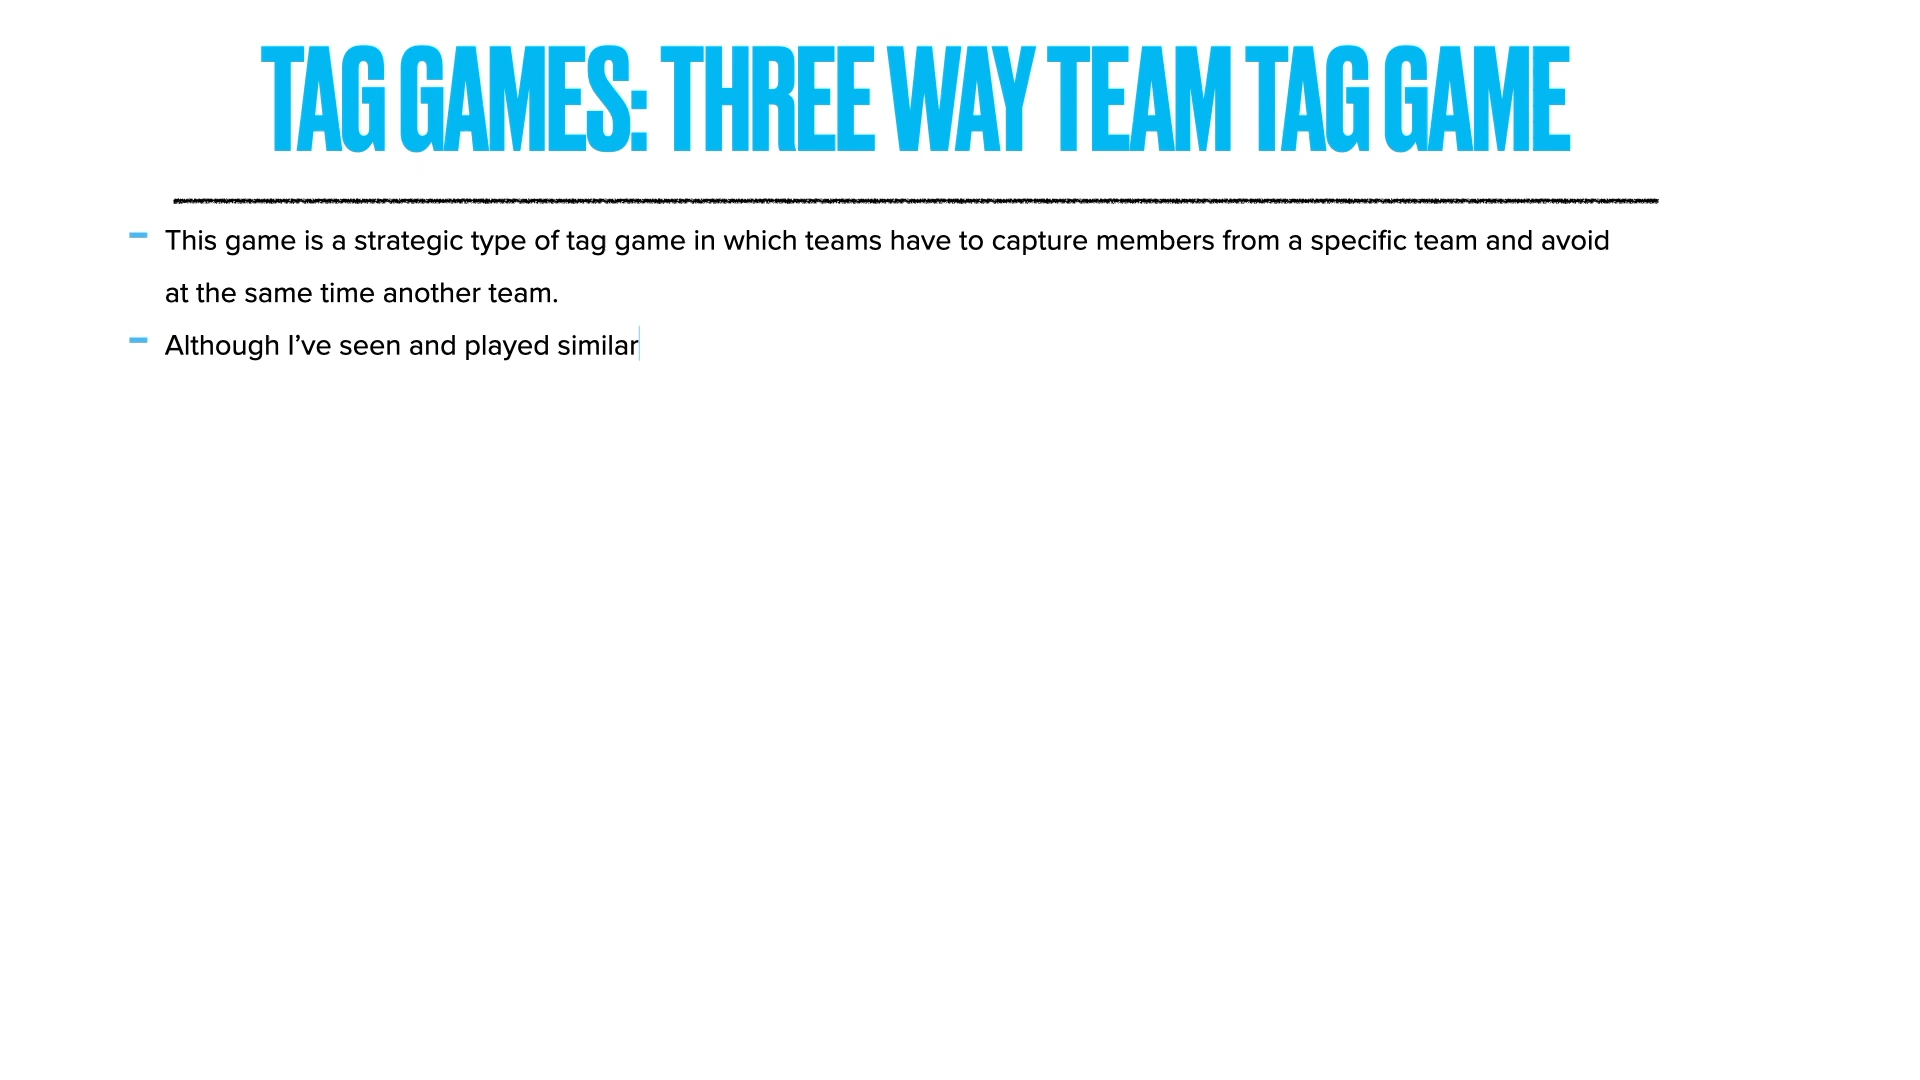 TAG GAMES: THREE WAY TEAM TAG GAME
- This game is a strategic type of tag game in which teams have to capture members from a specific team and avoid
at the same time another team.
- Although I’ve seen and played similar